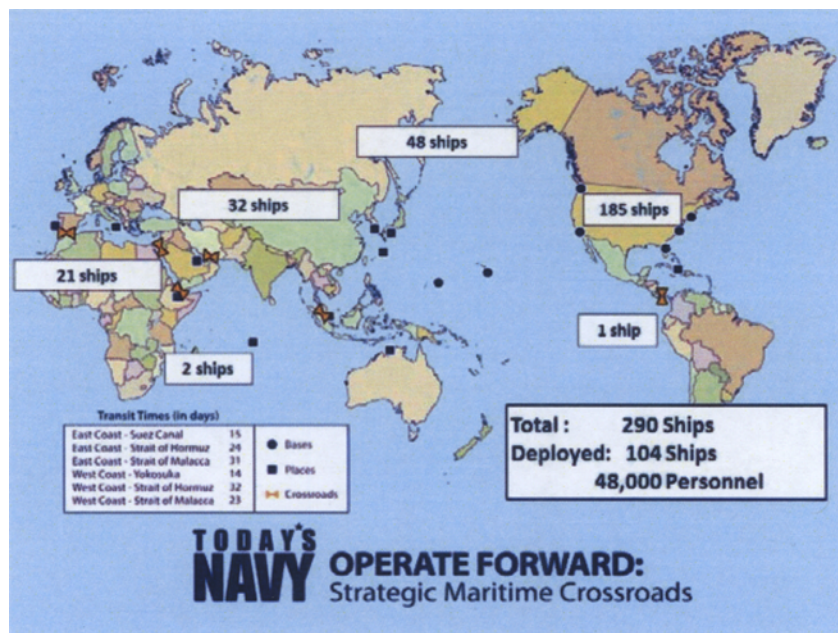 48 ships
32 ships
185 ships
21 ships
1 ship
2 ships
Total : 290 Ships
Deployed: 104 Ships
48,000 Personnel
Transit Times (in days)
East Coast - Suez Canal 15
East Coast - Strait of Hormuz 24
East Coast - Strait of Malacca 31
West Coast - Yokosuka 14
West Coast - Strait of Hormuz 32
West Coast - Strait of Malacca 23
Bases
Places
Crossroads
TODAY'S
NAVY
OPERATE FORWARD:
Strategic Maritime Crossroads